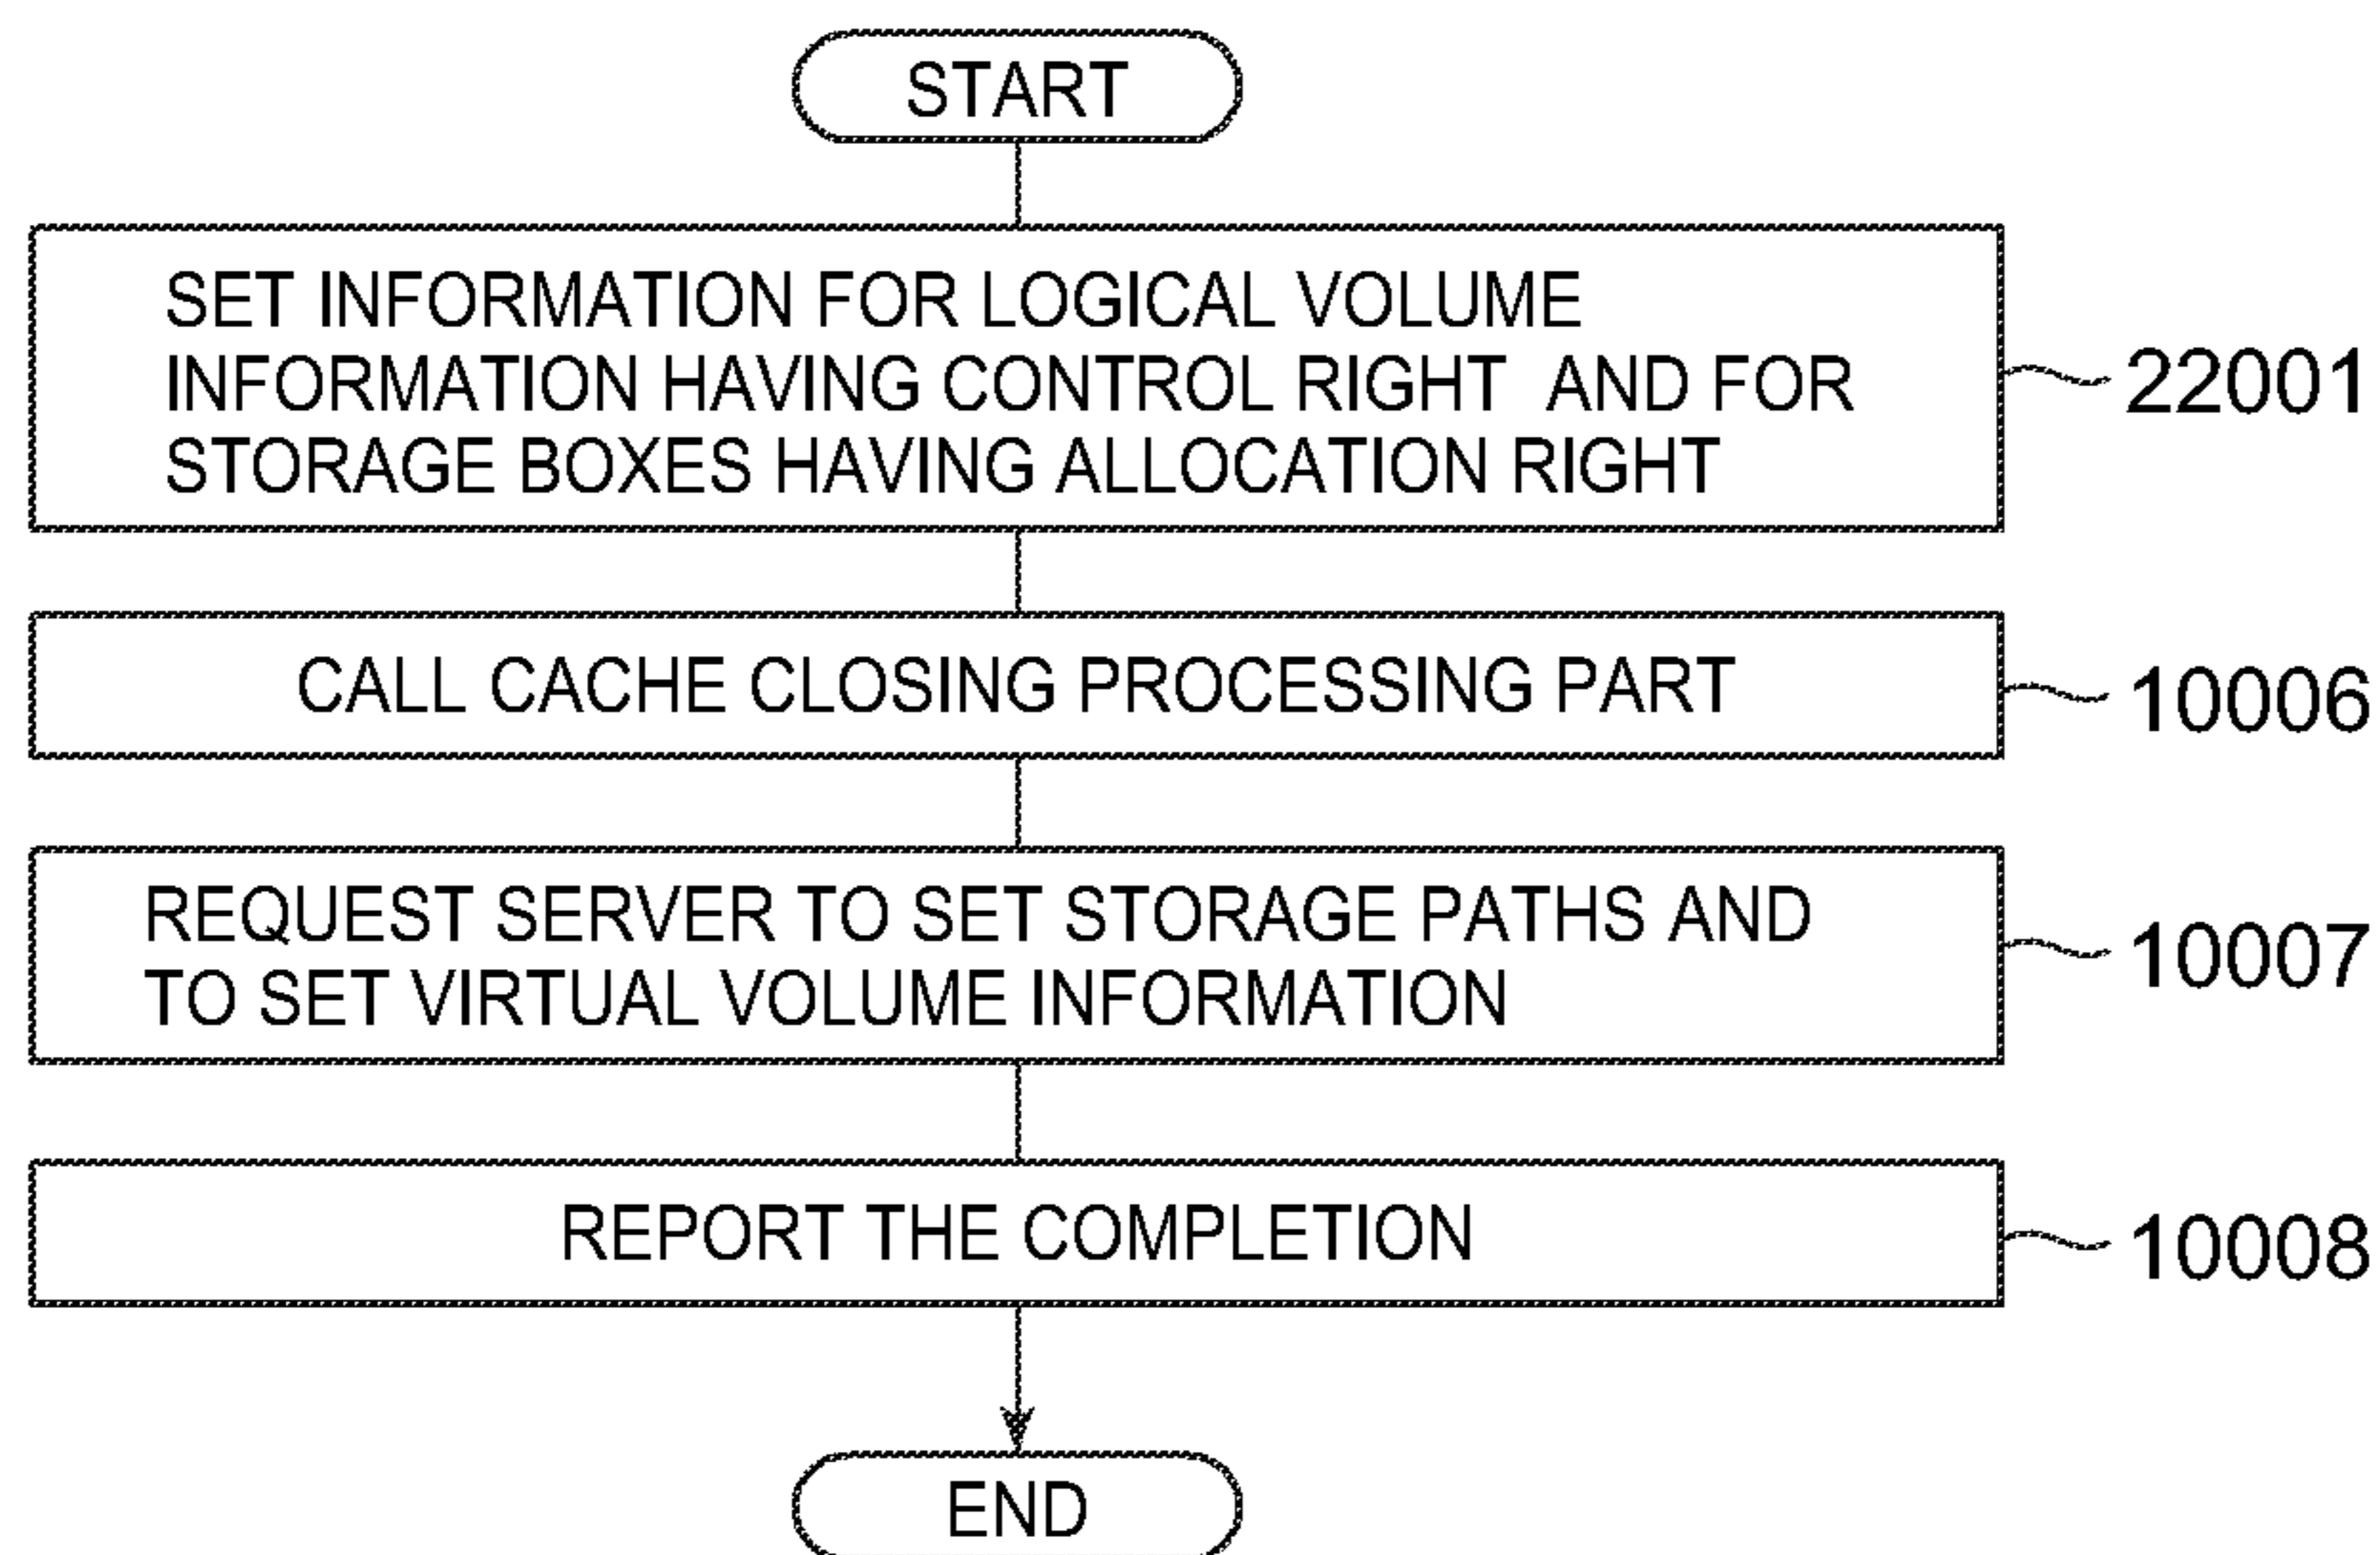 START
SET INFORMATION FOR LOGICAL VOLUME
INFORMATION HAVING CONTROL RIGHT AND FOR
STORAGE BOXES HAVING ALLOCATION RIGHT
22001
CALL CACHE CLOSING PROCESSING PART
10006
REQUEST SERVER TO SET STORAGE PATHS AND
TO SET VIRTUAL VOLUME INFORMATION
10007
REPORT THE COMPLETION
10008
END